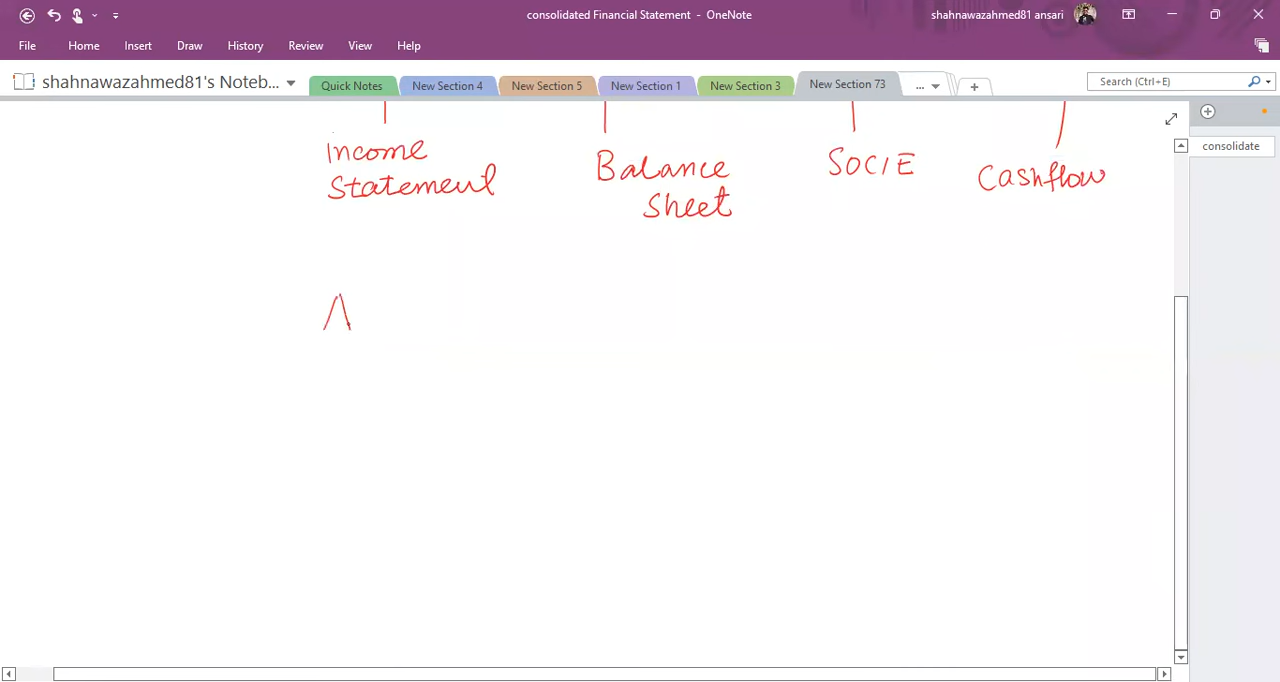 consolidated Financial Statement - OneNote
shahnawazahmed81 ansari
File Home Insert Draw History Review View Help
shahnawazahmed81's Noteb...
Quick Notes New Section 4 New Section 5 New Section 1 New Section 3 New Section 73 ... +
Search (Ctrl+E)
consolidate
income Statement
Balance Sheet
SOCIE
Cashflow